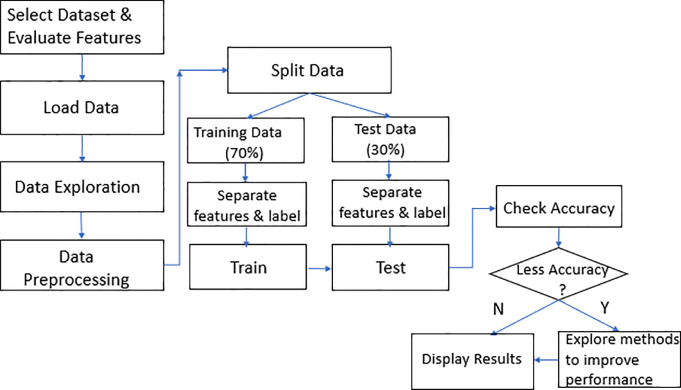 Select Dataset &
Evaluate Features
Load Data
Data Exploration
Data
Preprocessing
Split Data
Training Data
(70%)
Test Data
(30%)
Separate
features & label
Separate
features & label
Train
Test
Check Accuracy
Less Accuracy
?
N
Y
Display Results
Explore methods
to improve
performance